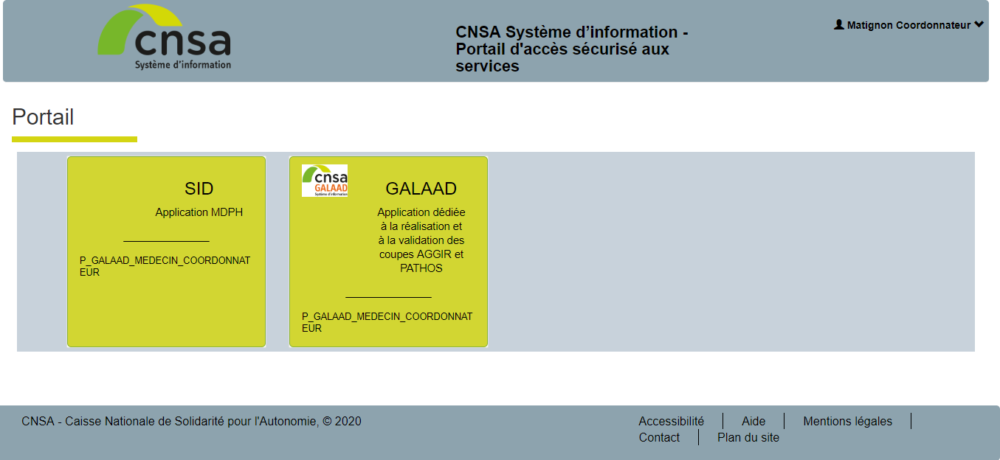 cnsa
Système d'information
CNSA Système d’information -
Portail d'accès sécurisé aux
services
Matignon Coordonnateur
Portail
SID
Application MDPH
P_GALAAD_MEDECIN_COORDONNAT
EUR
cnsa
GALAAD
Système d'information
GALAAD
Application dédiée
à la réalisation et
à la validation des
coupes AGGIR et
PATHOS
P_GALAAD_MEDECIN_COORDONNAT
EUR
CNSA - Caisse Nationale de Solidarité pour l'Autonomie, © 2020
Accessibilité
Aide
Mentions légales
Contact
Plan du site